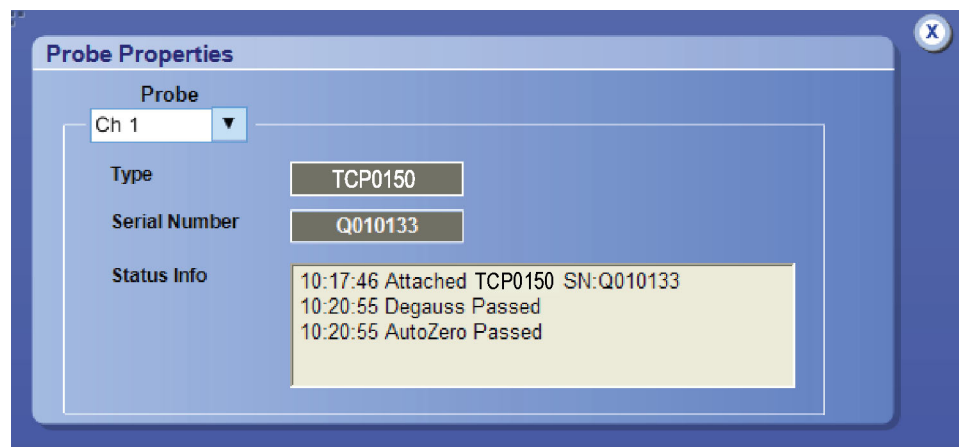 Probe Properties
X
Probe
Ch 1
Type
TCP0150
Serial Number
Q010133
Status Info
10:17:46 Attached TCP0150 SN:Q010133
10:20:55 Degauss Passed
10:20:55 AutoZero Passed